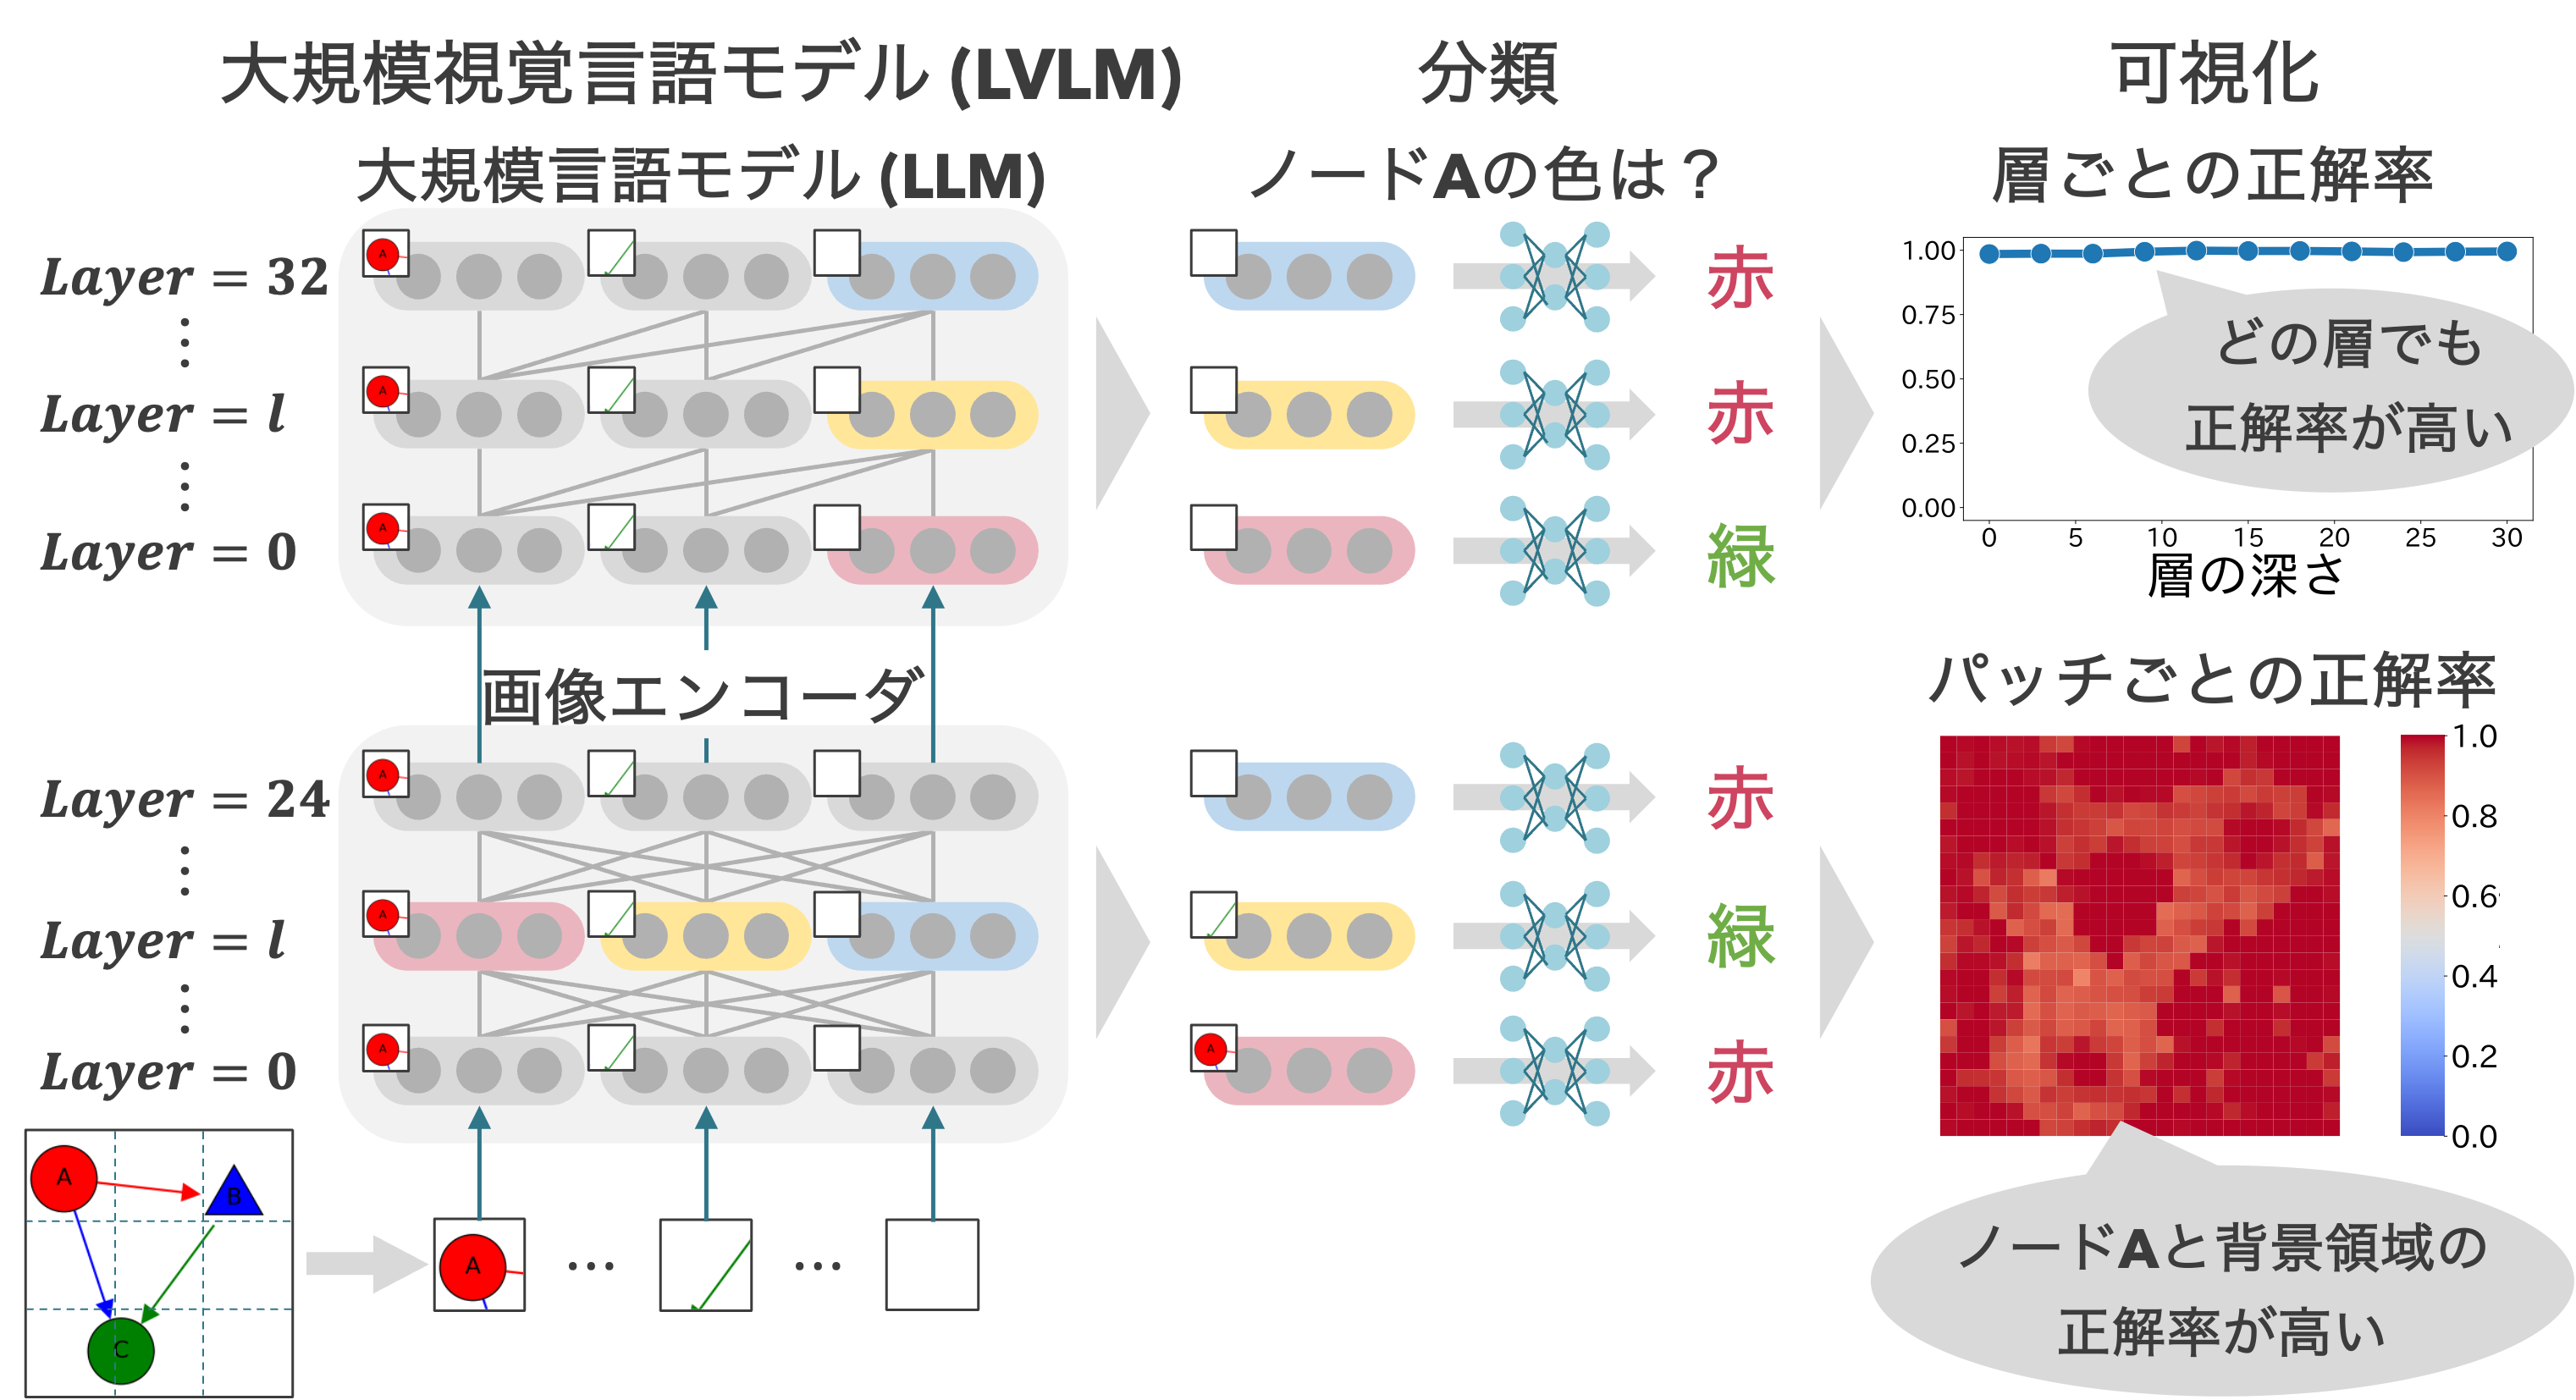 大規模視覚言語モデル (LVLM)
分類
可視化
大規模言語モデル (LLM)
ノードAの色は？
層ごとの正解率
Layer = 32
A
赤
⋮
Layer = l
A
赤
⋮
Layer = 0
A
緑
1.00
0.75
0.50
0.25
0.00
0 5 10 15 20 25 30
層の深さ
どの層でも
正解率が高い
画像エンコーダ
パッチごとの正解率
Layer = 24
A
赤
⋮
Layer = l
A
緑
⋮
Layer = 0
A
A
赤
1.0
0.8
0.6
0.4
0.2
0.0
A
B
C
A
…
…
ノードAと背景領域の
正解率が高い